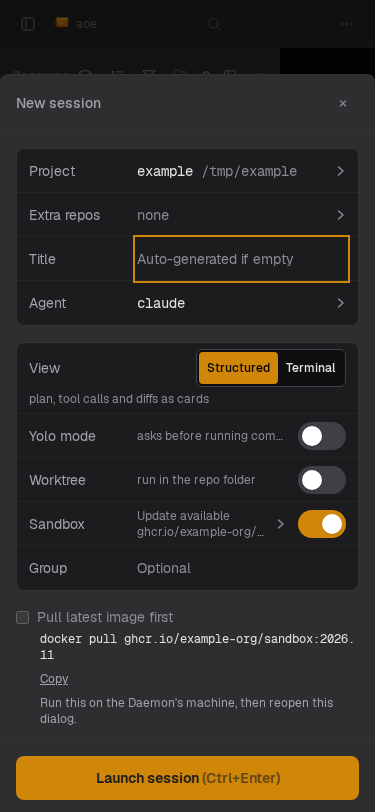 aoe
New session
×
Project example /tmp/example
Extra repos none
Title Auto-generated if empty
Agent claude
View Structured Terminal
plan, tool calls and diffs as cards
Yolo mode asks before running com…
Worktree run in the repo folder
Sandbox Update available
ghcr.io/example-org/…
Group Optional
Pull latest image first
docker pull ghcr.io/example-org/sandbox:2026.
11
Copy
Run this on the Daemon's machine, then reopen this
dialog.
Launch session (Ctrl+Enter)